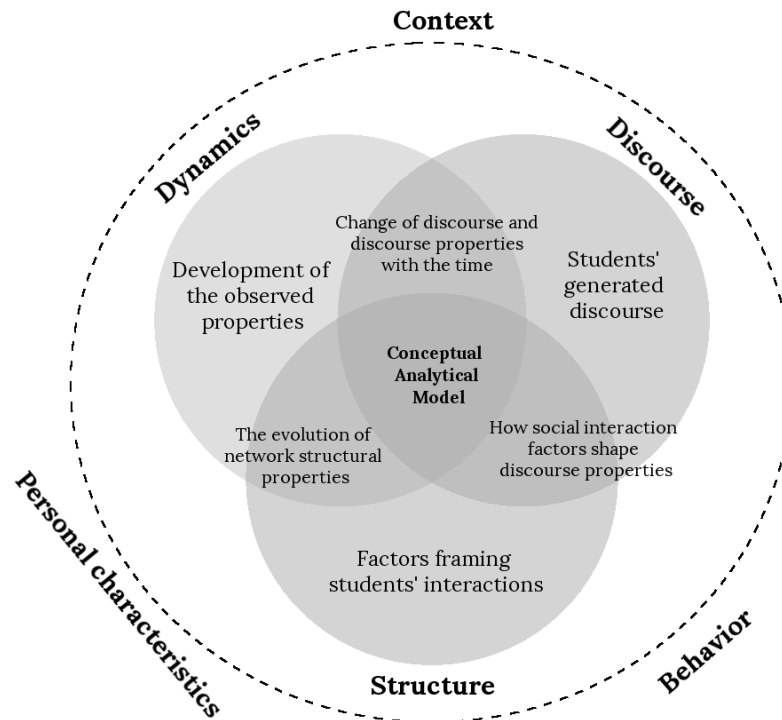 Context
Dynamics
Discourse
Change of discourse and
discourse properties
with the time
Development of
the observed
properties
Students'
generated
discourse
Conceptual
Analytical
Model
The evolution of
network structural
properties
How social interaction
factors shape
discourse properties
Factors framing
students' interactions
Personal characteristics
Behavior
Structure